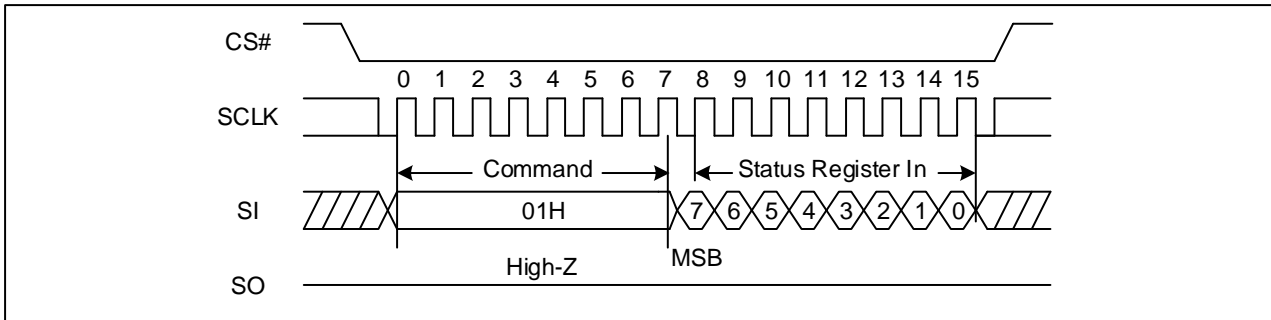 CS#
0 1 2 3 4 5 6 7 8 9 10 11 12 13 14 15
SCLK
Command Status Register In
SI 01H 7 6 5 4 3 2 1 0
High-Z MSB
SO